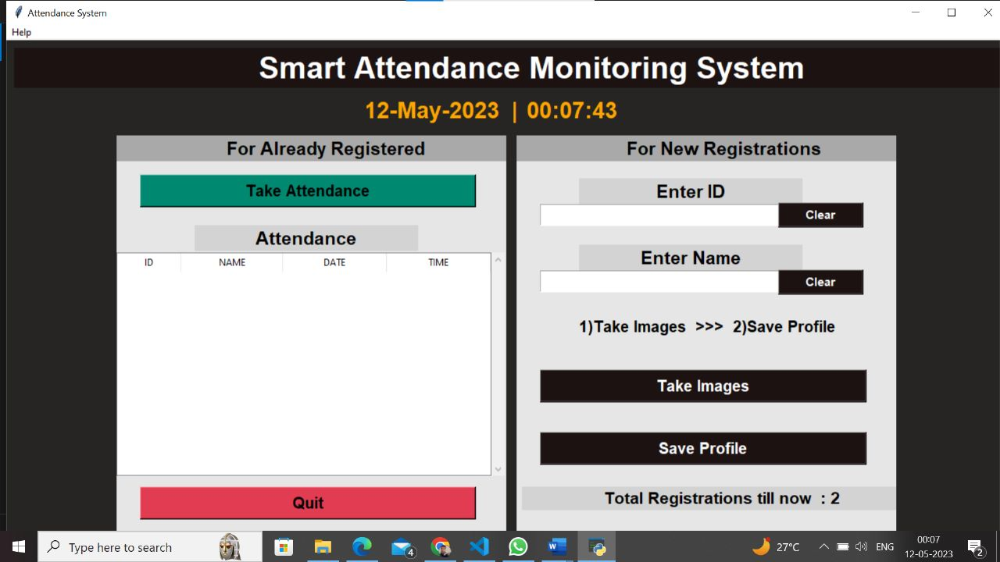 Attendance System
Help
Smart Attendance Monitoring System
12-May-2023 | 00:07:43
For Already Registered
Take Attendance
Attendance
ID NAME DATE TIME
Quit
For New Registrations
Enter ID
Clear
Enter Name
Clear
1)Take Images >>> 2)Save Profile
Take Images
Save Profile
Total Registrations till now : 2
Type here to search
4
27°C
ENG
00:07
12-05-2023
2